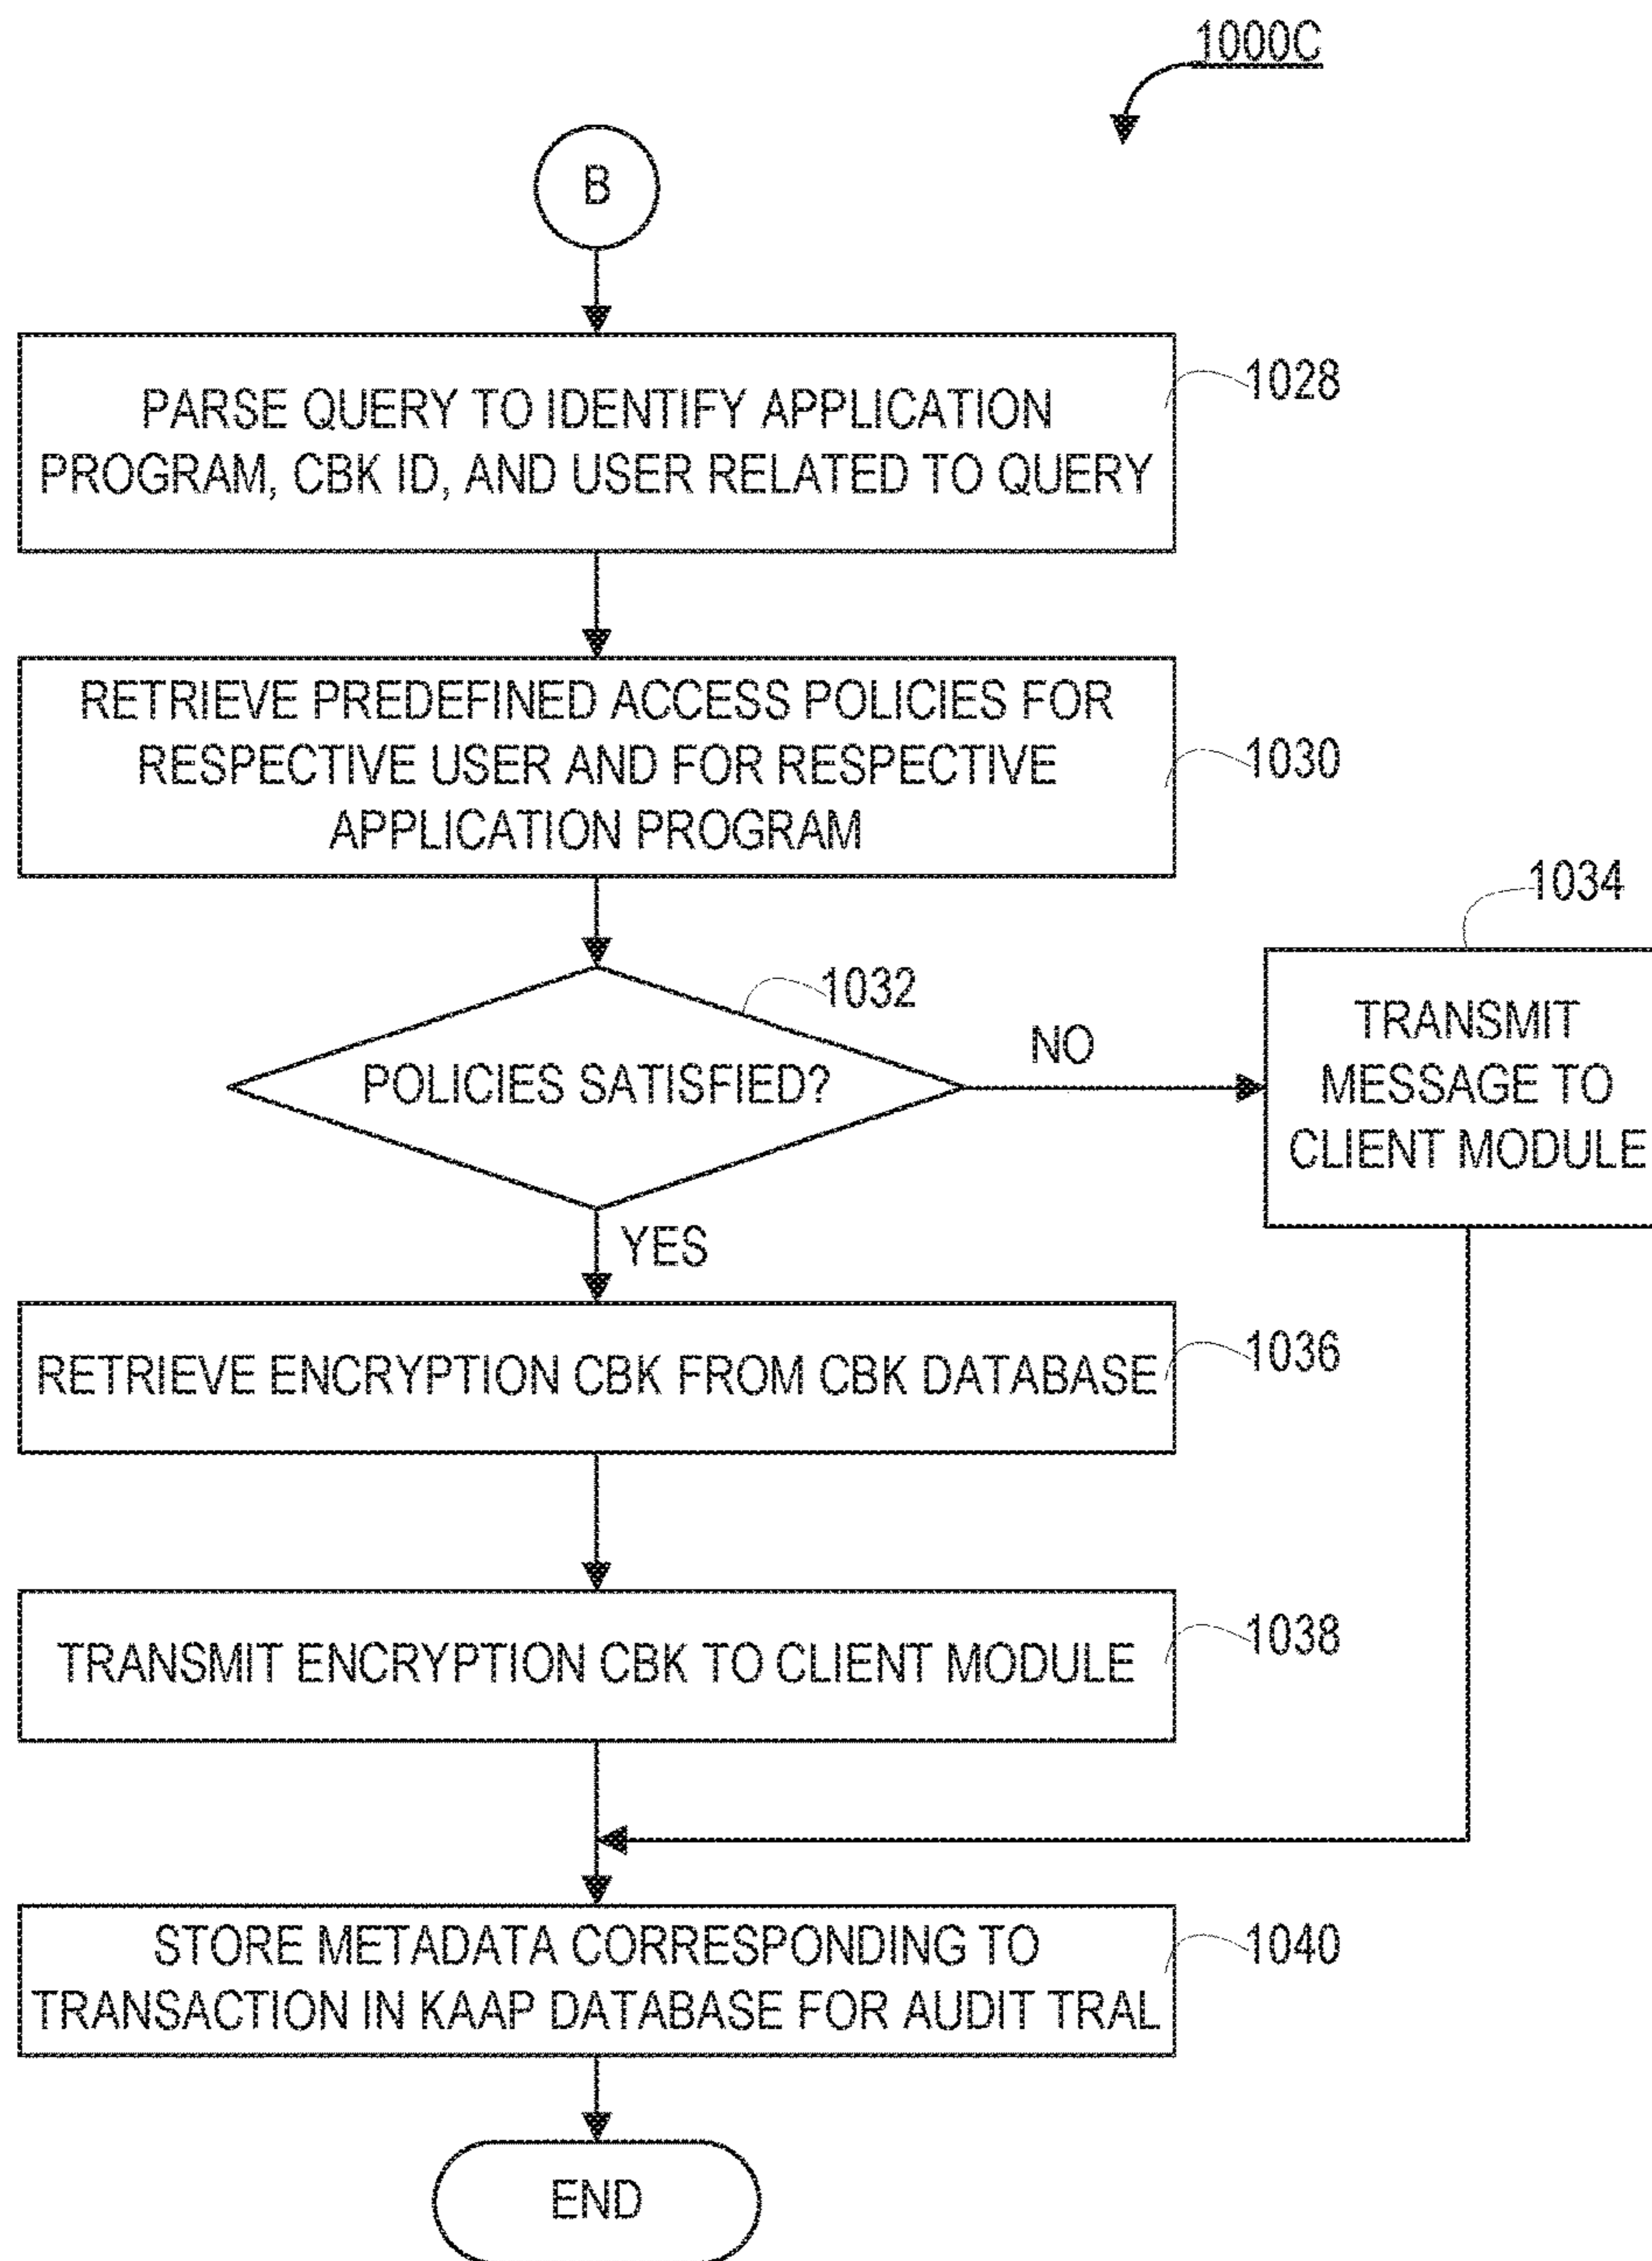 1000C
B
PARSE QUERY TO IDENTIFY APPLICATION
PROGRAM, CBK ID, AND USER RELATED TO QUERY
1028
RETRIEVE PREDEFINED ACCESS POLICIES FOR
RESPECTIVE USER AND FOR RESPECTIVE
APPLICATION PROGRAM
1030
1034
TRANSMIT
MESSAGE TO
CLIENT MODULE
1032
POLICIES SATISFIED?
NO
YES
RETRIEVE ENCRYPTION CBK FROM CBK DATABASE
1036
TRANSMIT ENCRYPTION CBK TO CLIENT MODULE
1038
STORE METADATA CORRESPONDING TO
TRANSACTION IN KAAP DATABASE FOR AUDIT TRAL
1040
END